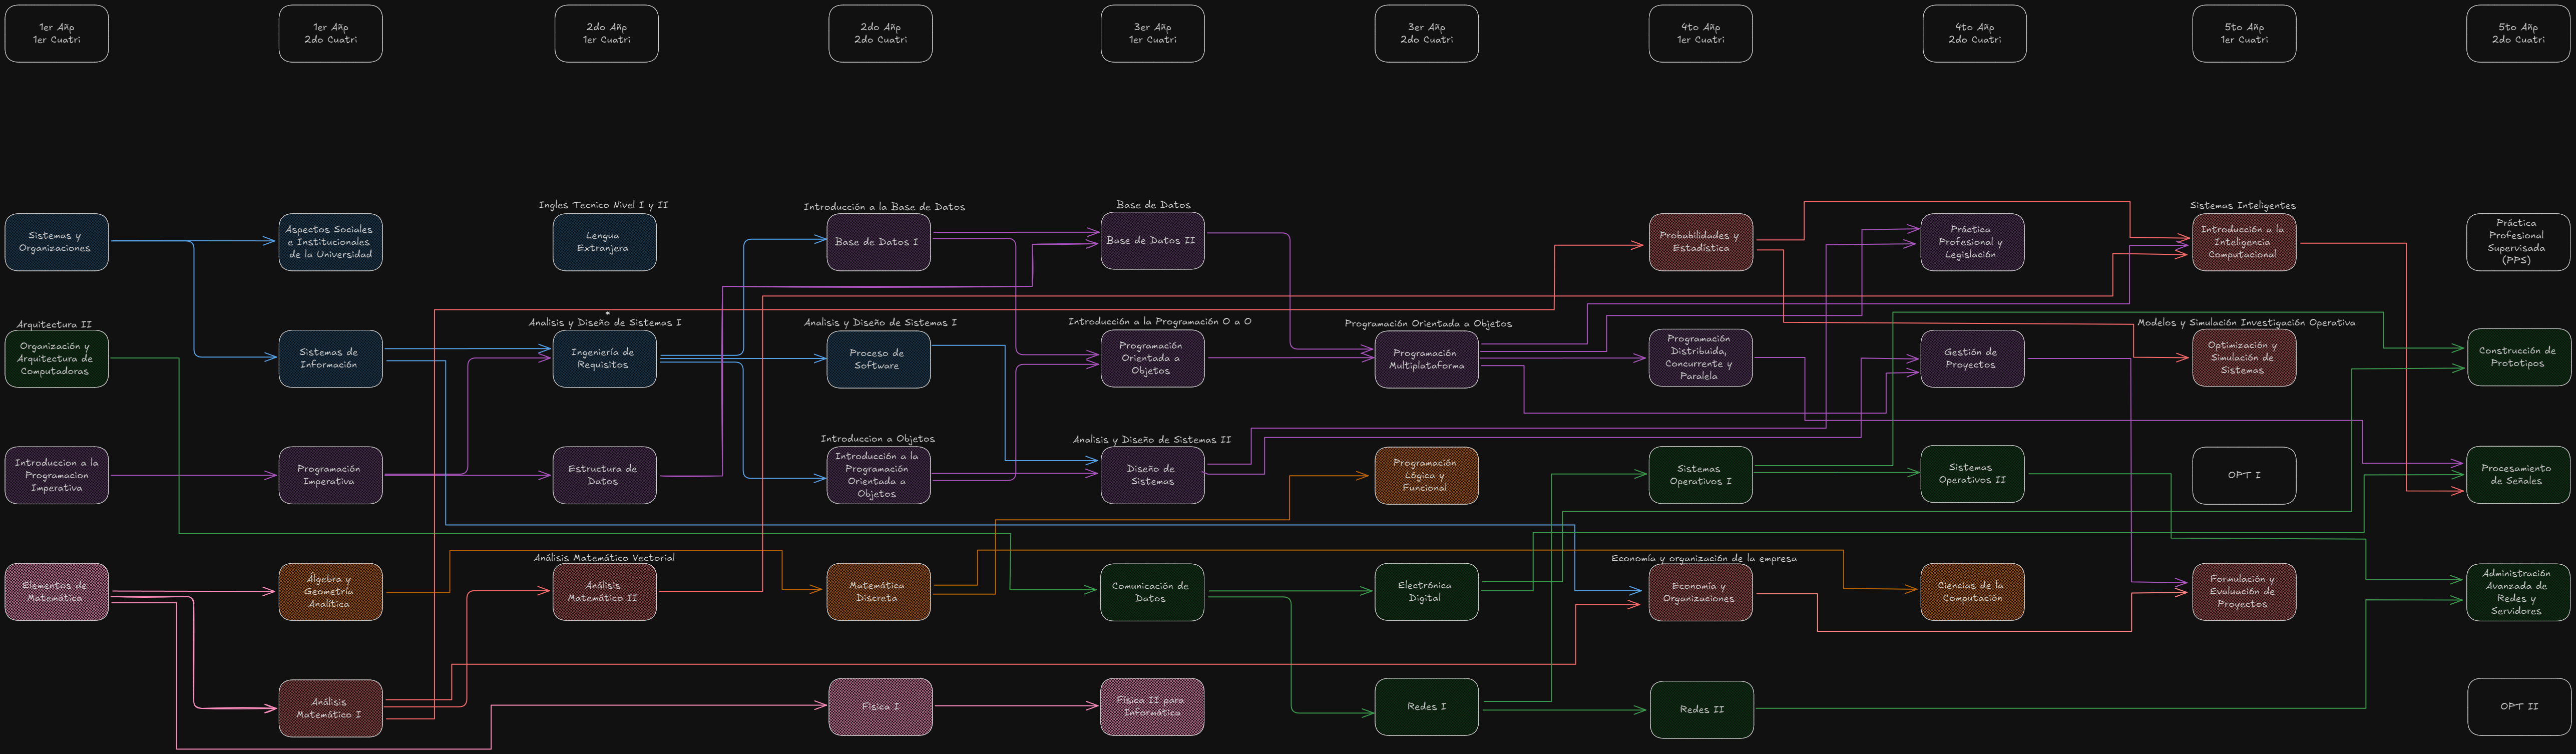 1er Añp
1er Cuatri
1er Añp
2do Cuatri
2do Añp
1er Cuatri
2do Añp
2do Cuatri
3er Añp
1er Cuatri
3er Añp
2do Cuatri
4to Añp
1er Cuatri
4to Añp
2do Cuatri
5to Añp
1er Cuatri
5to Añp
2do Cuatri
Sistemas y
Organizaciones
Aspectos Sociales
e Institucionales
de la Universidad
Ingles Tecnico Nivel I y II
Lengua
Extranjera
Introducción a la Base de Datos
Base de Datos I
Base de Datos
Base de Datos II
Probabilidades y
Estadística
Práctica
Profesional y
Legislación
Sistemas Inteligentes
Introducción a la
Inteligencia
Computacional
Práctica
Profesional
Supervisada
(PPS)
Arquitectura II
Organización y
Arquitectura de
Computadoras
Sistemas de
Información
*
Analisis y Diseño de Sistemas I
Ingeniería de
Requisitos
Analisis y Diseño de Sistemas I
Proceso de
Software
Introducción a la Programación O a O
Programación
Orientada a
Objetos
Programación Orientada a Objetos
Programación
Multiplataforma
Programación
Distribuida,
Concurrente y
Paralela
Gestión de
Proyectos
Modelos y Simulación Investigación Operativa
Optimización y
Simulación de
Sistemas
Construcción de
Prototipos
Introduccion a la
Programacion
Imperativa
Programación
Imperativa
Estructura de
Datos
Introduccion a Objetos
Introducción a la
Programación
Orientada a
Objetos
Analisis y Diseño de Sistemas II
Diseño de
Sistemas
Programación
Lógica y
Funcional
Sistemas
Operativos I
Sistemas
Operativos II
OPT I
Procesamiento
de Señales
Elementos de
Matemática
Álgebra y
Geometría
Analítica
Análisis Matemático Vectorial
Análisis
Matemático II
Matemática
Discreta
Comunicación de
Datos
Electrónica
Digital
Economía y organización de la empresa
Economía y
Organizaciones
Ciencias de la
Computación
Formulación y
Evaluación de
Proyectos
Administración
Avanzada de
Redes y
Servidores
Análisis
Matemático I
Fisica I
Física II para
Informática
Redes I
Redes II
OPT II